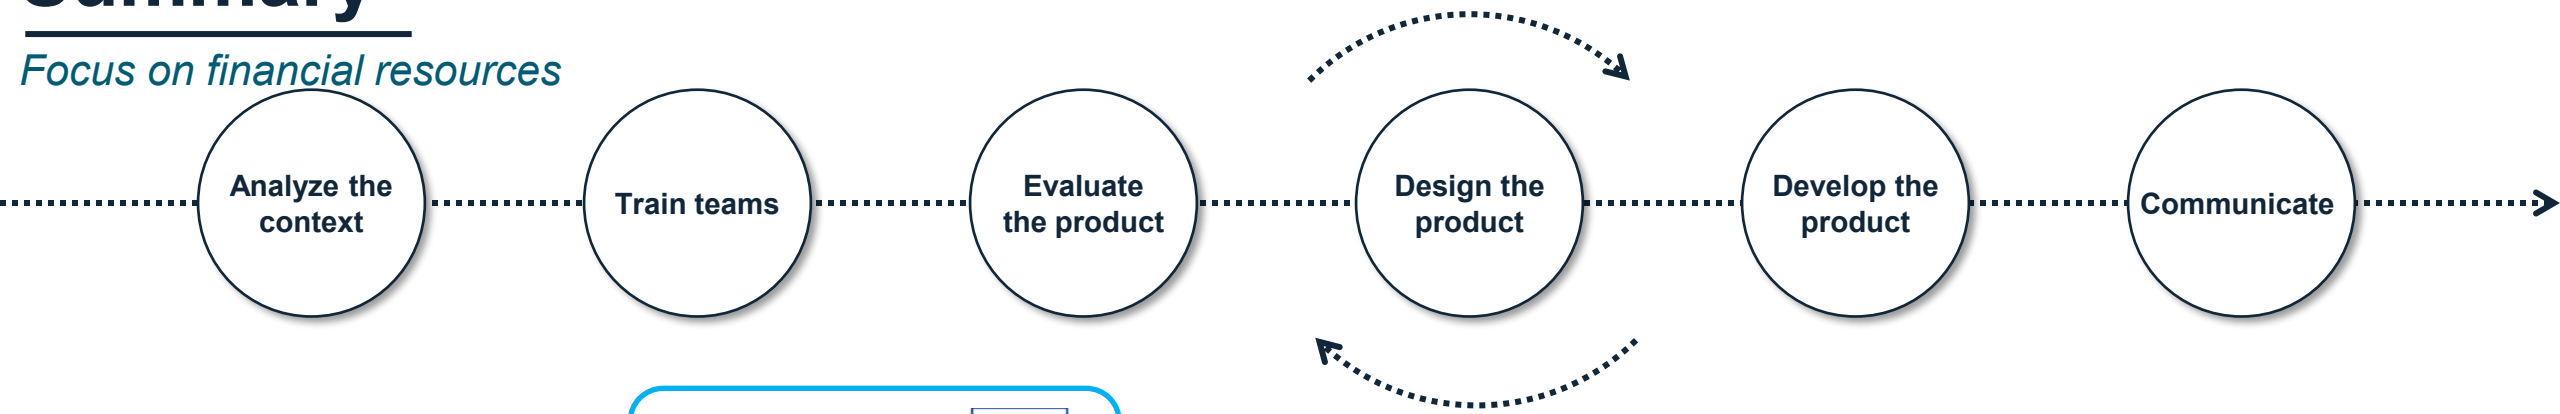 Summary
Focus on financial resources
Analyze the
context
Train teams
Evaluate
the product
Design the
product
Develop the
product
Communicate